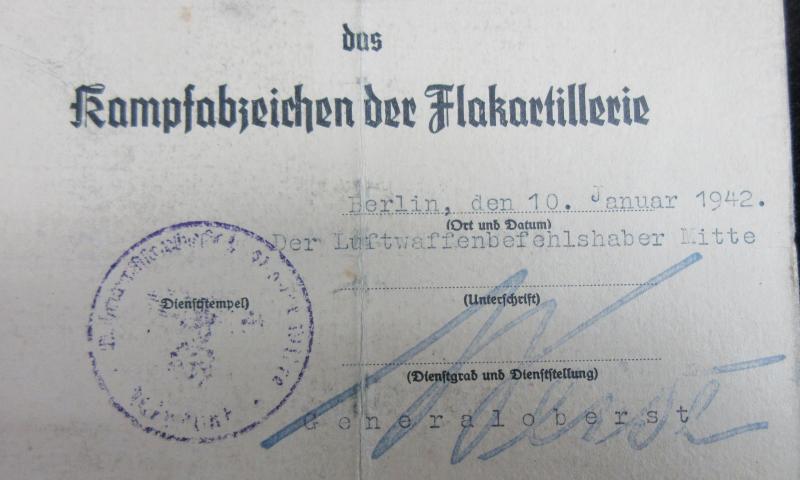 das
Kampfabzeichen der Flakartillerie
Berlin, den 10. Januar 1942.
(Ort und Datum)
Der Luftwaffenbefehlshaber Mitte
(Dienststempel)
(Unterschrift)
(Dienstgrad und Dienststellung)
Generaloberst